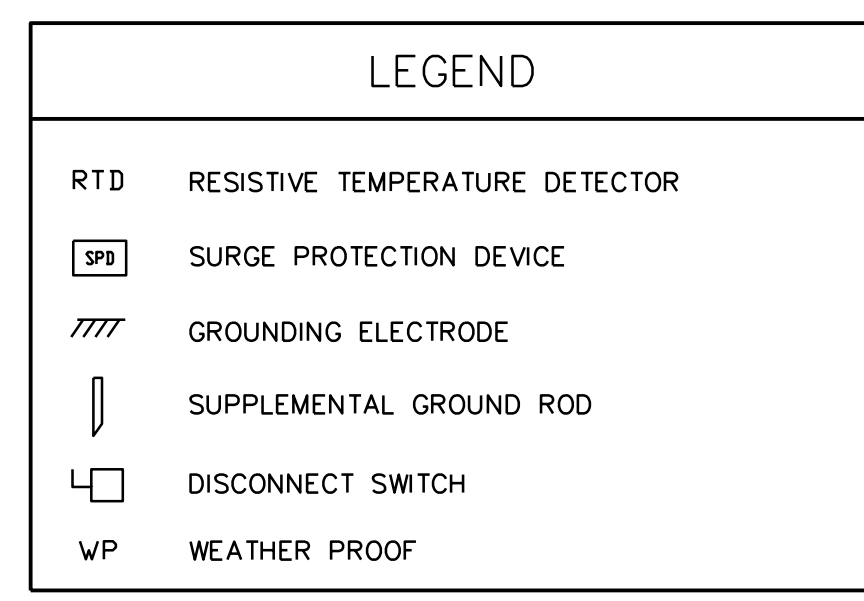 LEGEND
RTD RESISTIVE TEMPERATURE DETECTOR
SPD SURGE PROTECTION DEVICE
GROUNDING ELECTRODE
SUPPLEMENTAL GROUND ROD
DISCONNECT SWITCH
WP WEATHER PROOF